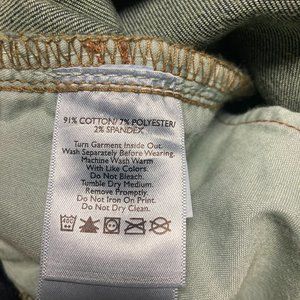 91% COTTON/ 7% POLYESTER/
2% SPANDEX
Turn Garment Inside Out.
Wash Separately Before Wearing.
Machine Wash Warm
With Like Colors.
Do Not Bleach.
Tumble Dry Medium.
Remove Promptly.
Do Not Iron On Print.
Do Not Dry Clean.